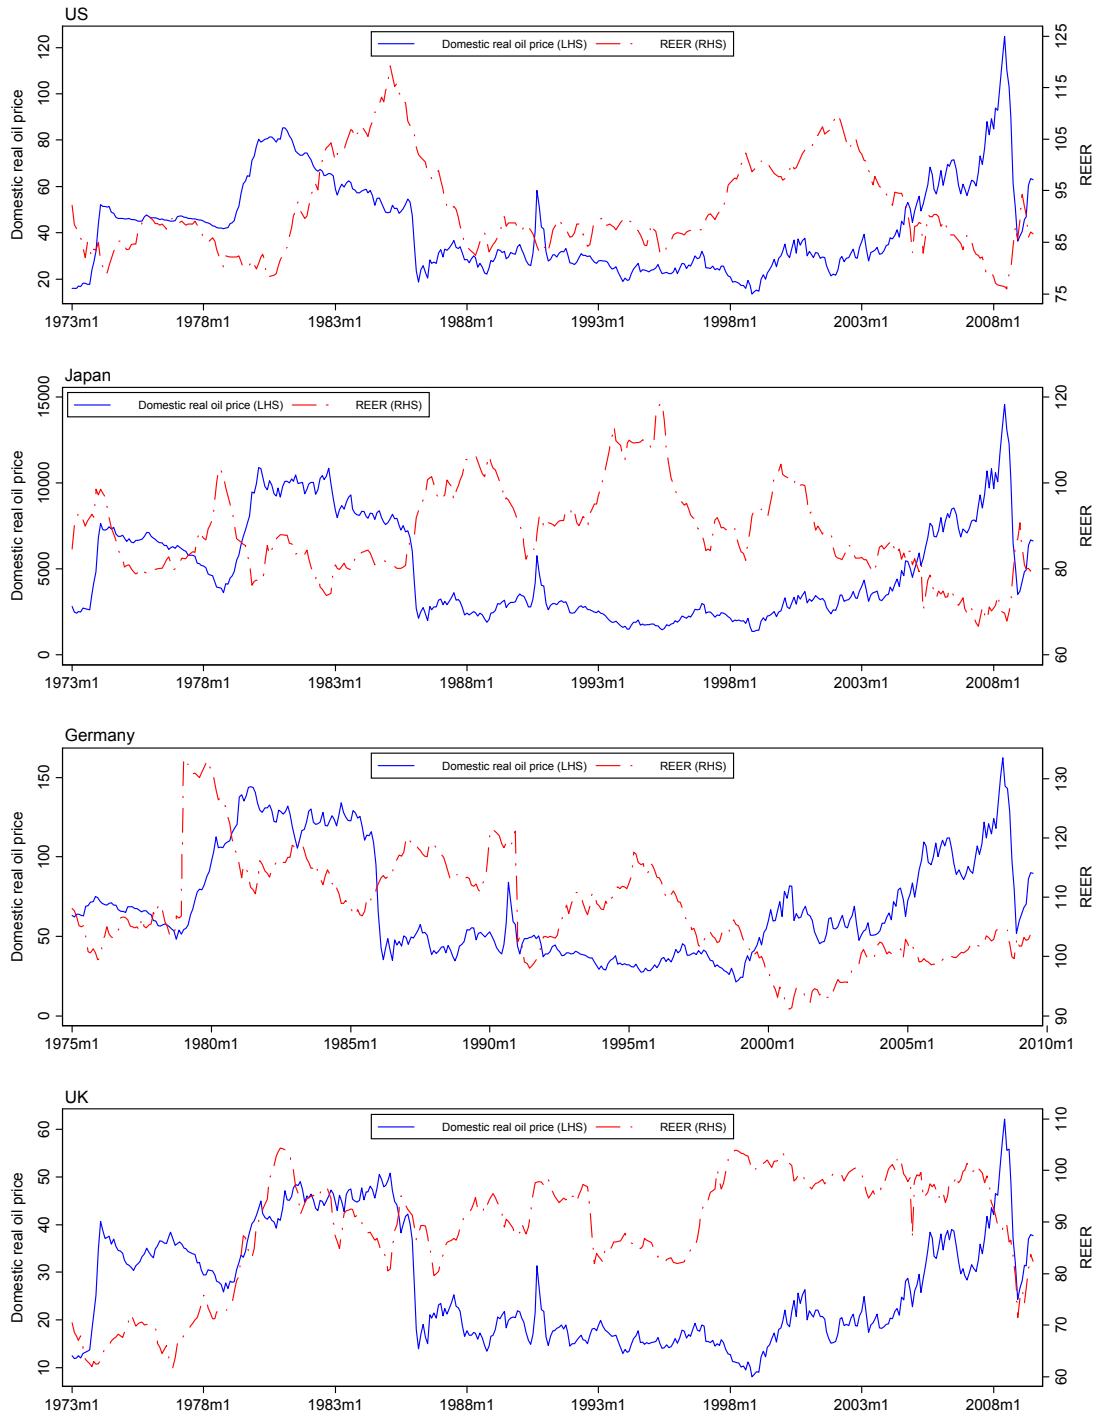 US
Domestic real oil price (LHS) REER (RHS)
Domestic real oil price
20 40 60 80 100 120
75 85 95 105 115 125
REER
1973m1 1978m1 1983m1 1988m1 1993m1 1998m1 2003m1 2008m1
Japan
Domestic real oil price (LHS) REER (RHS)
Domestic real oil price
0 5000 10000 15000
60 80 100 120
REER
1973m1 1978m1 1983m1 1988m1 1993m1 1998m1 2003m1 2008m1
Germany
Domestic real oil price (LHS) REER (RHS)
Domestic real oil price
0 50 100 150
90 100 110 120 130
REER
1975m1 1980m1 1985m1 1990m1 1995m1 2000m1 2005m1 2010m1
UK
Domestic real oil price (LHS) REER (RHS)
Domestic real oil price
10 20 30 40 50 60
60 70 80 90 100 110
REER
1973m1 1978m1 1983m1 1988m1 1993m1 1998m1 2003m1 2008m1